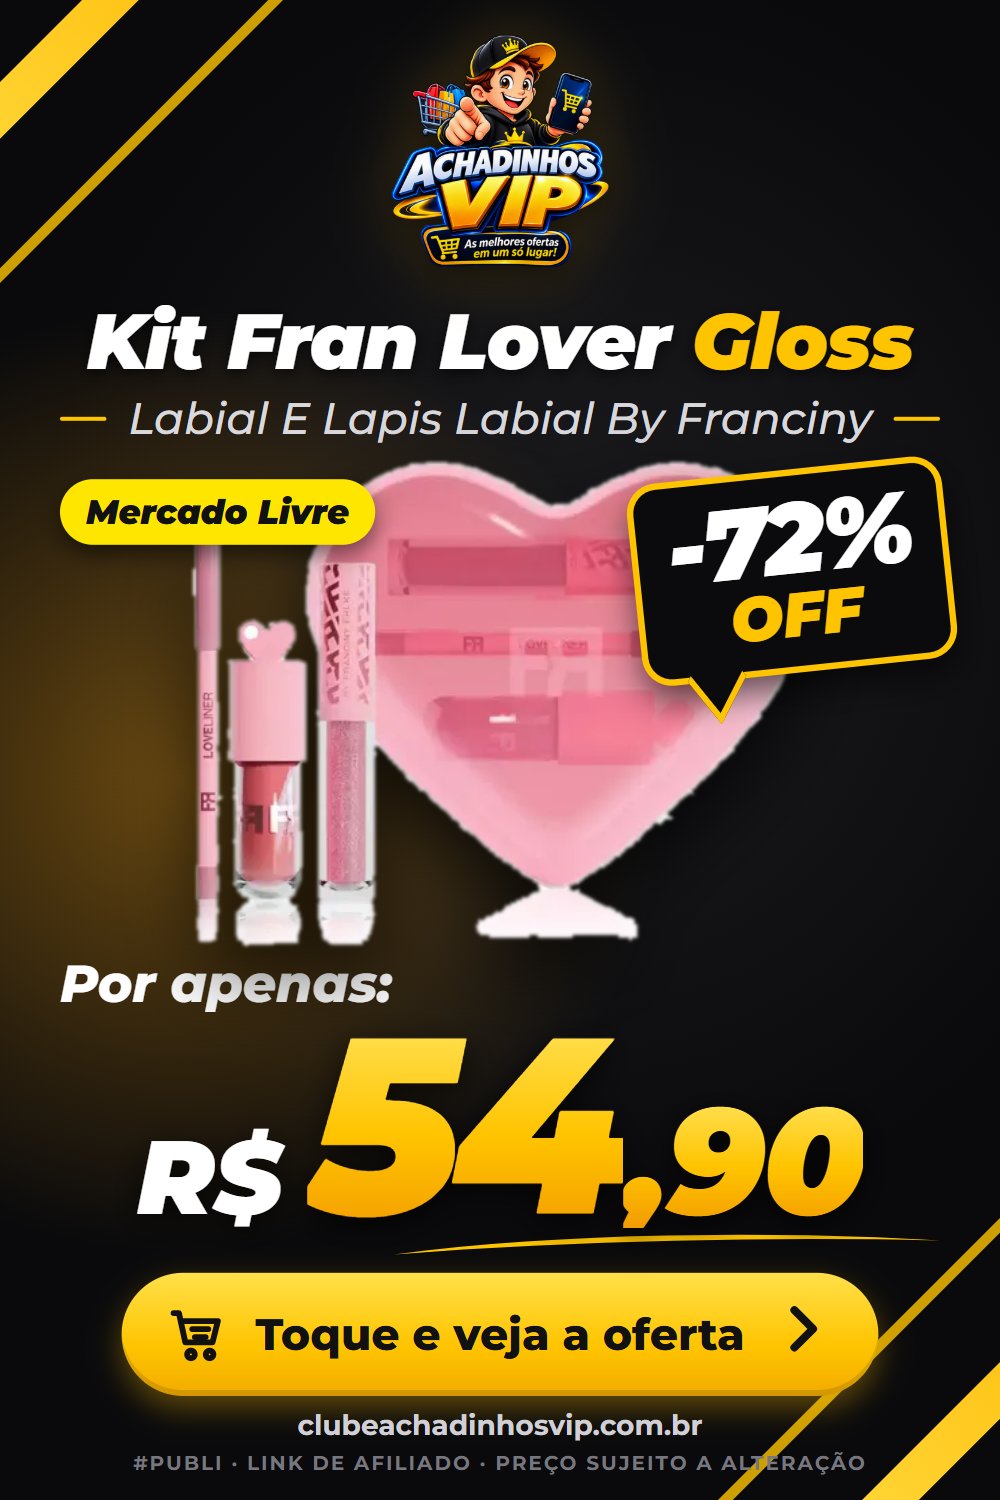 ACHADINHOS
VIP
As melhores ofertas
em um só lugar!
Kit Fran Lover Gloss
Labial E Lapis Labial By Franciny
Mercado Livre
-72%
OFF
LOVELINER
FR
Por apenas:
R$ 54,90
Toque e veja a oferta
clubeachadinhosvip.com.br
#PUBLI · LINK DE AFILIADO · PREÇO SUJEITO A ALTERAÇÃO